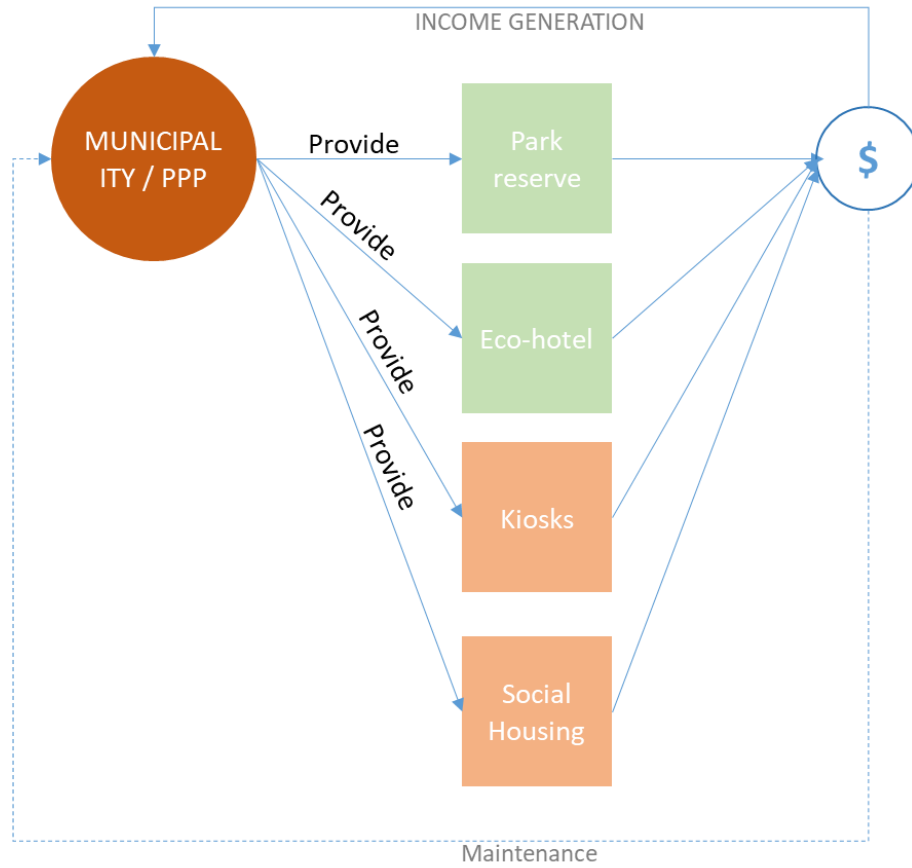 INCOME GENERATION
MUNICIPAL
ITY / PPP
Provide
Park
reserve
$
Provide
Eco-hotel
Provide
Kiosks
Provide
Social
Housing
Maintenance